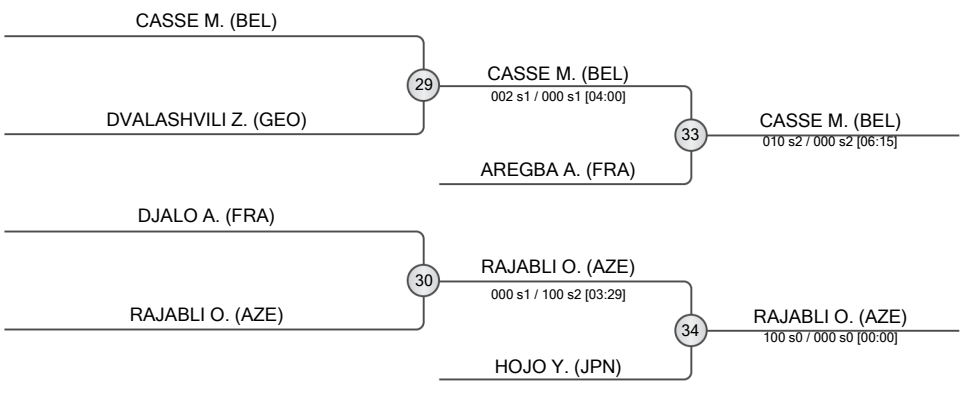 CASSE M. (BEL)
29
DVALASHVILI Z. (GEO)
CASSE M. (BEL)
002 s1 / 000 s1 [04:00]
33
AREGBA A. (FRA)
CASSE M. (BEL)
010 s2 / 000 s2 [06:15]
DJALO A. (FRA)
30
RAJABLI O. (AZE)
RAJABLI O. (AZE)
000 s1 / 100 s2 [03:29]
34
HOJO Y. (JPN)
RAJABLI O. (AZE)
100 s0 / 000 s0 [00:00]